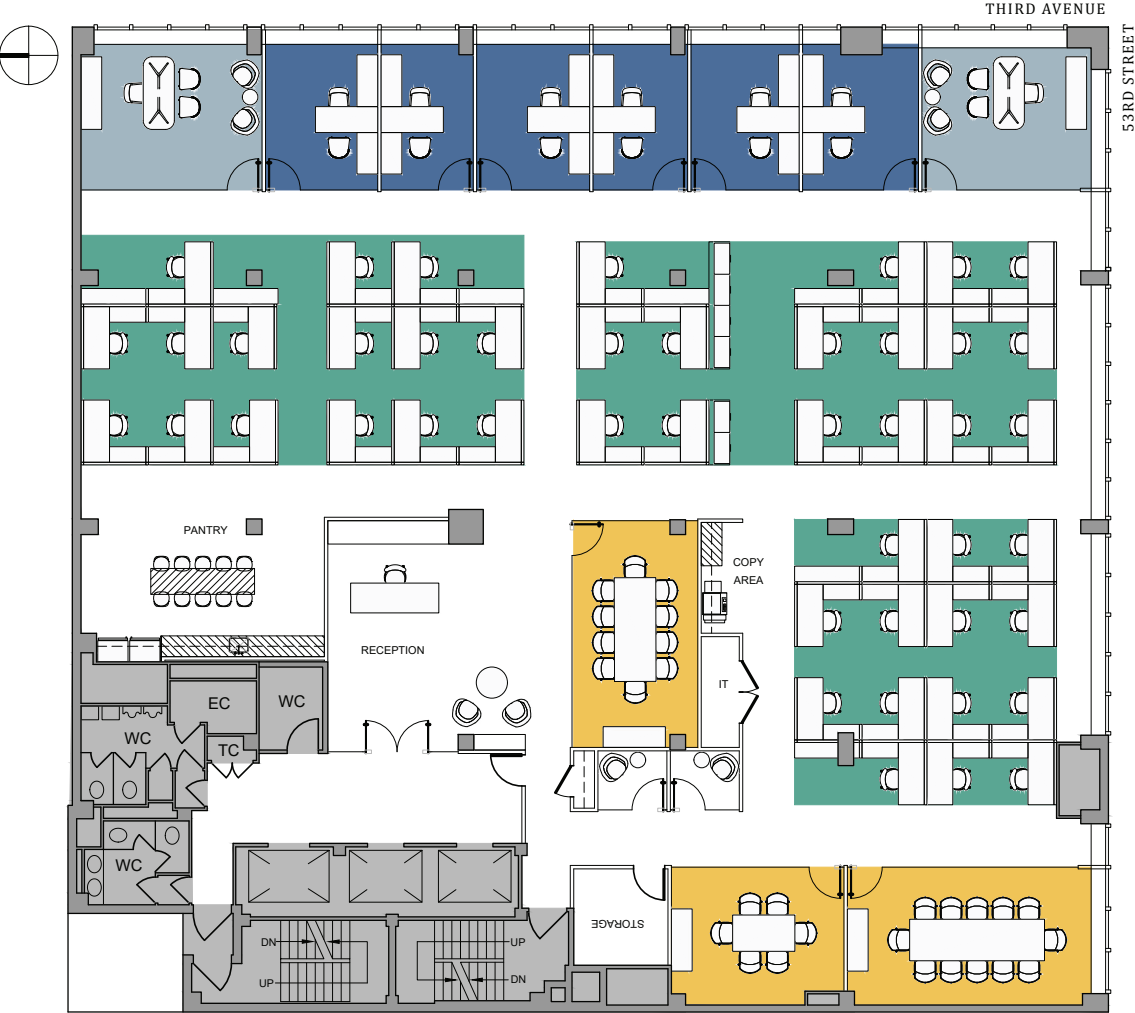 THIRD AVENUE
53RD STREET
PANTRY
COPY
AREA
RECEPTION
IT
EC
WC
WC
TC
WC
STORAGE
DN
UP
UP
DN